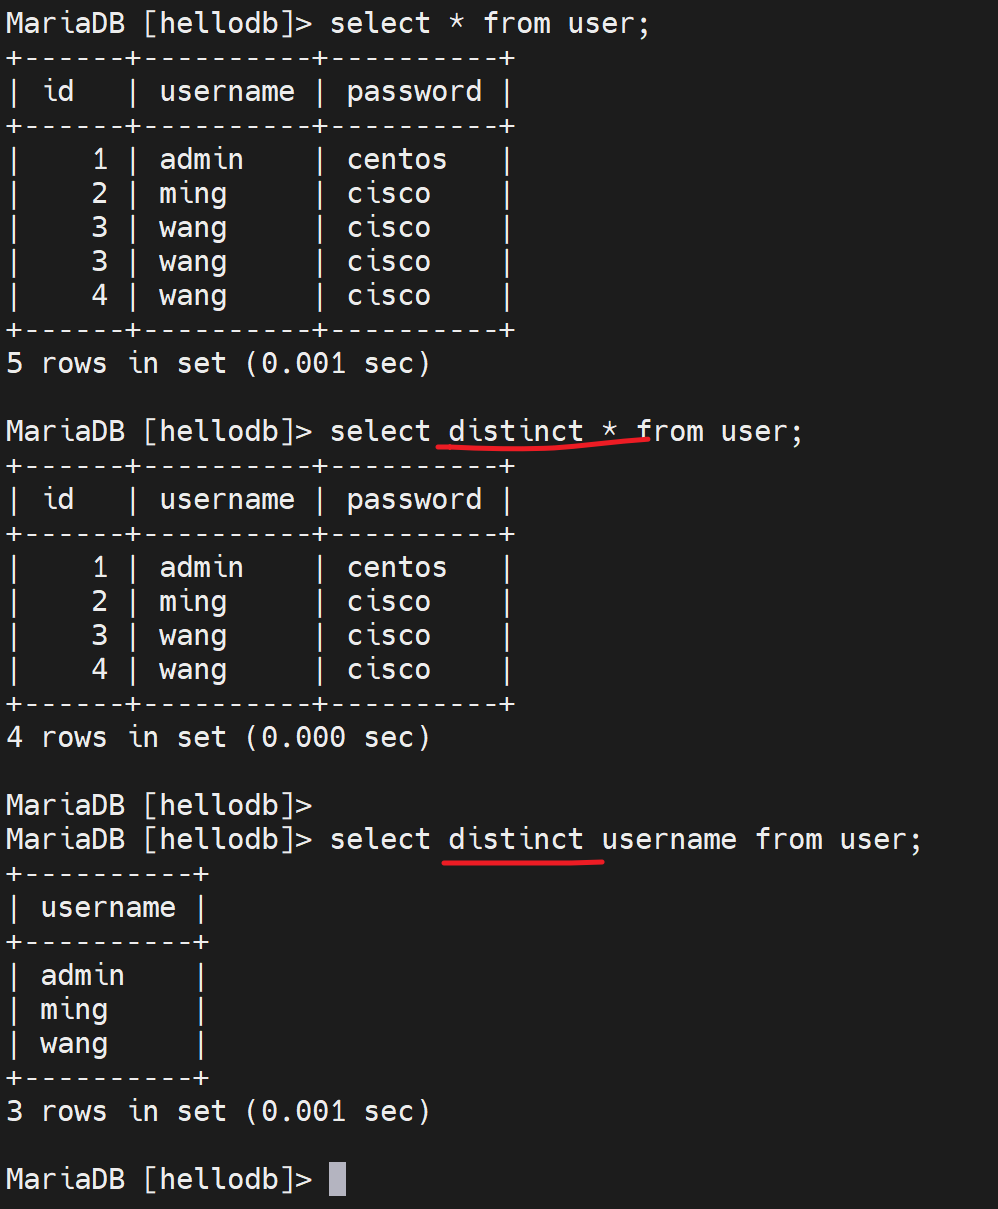 MariaDB [hellodb]> select * from user;
+------+----------+----------+
| id   | username | password |
+------+----------+----------+
|    1 | admin    | centos   |
|    2 | ming     | cisco    |
|    3 | wang     | cisco    |
|    3 | wang     | cisco    |
|    4 | wang     | cisco    |
+------+----------+----------+
5 rows in set (0.001 sec)
MariaDB [hellodb]> select distinct * from user;
+------+----------+----------+
| id   | username | password |
+------+----------+----------+
|    1 | admin    | centos   |
|    2 | ming     | cisco    |
|    3 | wang     | cisco    |
|    4 | wang     | cisco    |
+------+----------+----------+
4 rows in set (0.000 sec)
MariaDB [hellodb]>
MariaDB [hellodb]> select distinct username from user;
+----------+
| username |
+----------+
| admin    |
| ming     |
| wang     |
+----------+
3 rows in set (0.001 sec)
MariaDB [hellodb]>